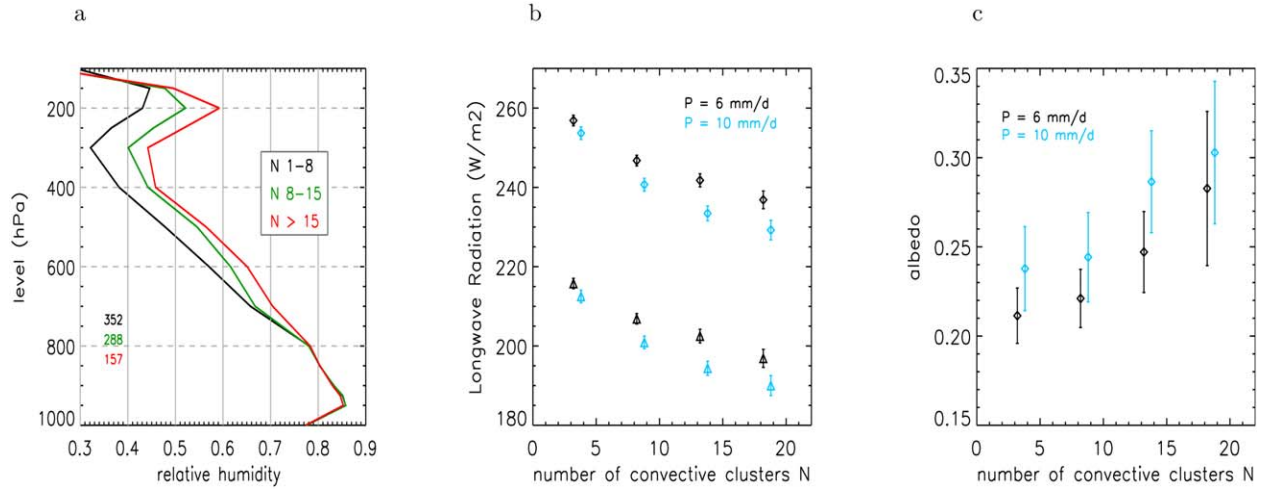 a
level (hPa)
200
400
600
800
1000
N 1-8
N 8-15
N > 15
352
288
157
0.3 0.4 0.5 0.6 0.7 0.8 0.9
relative humidity
b
Longwave Radiation (W/m2)
260
240
220
200
180
P = 6 mm/d
P = 10 mm/d
0 5 10 15 20
number of convective clusters N
c
albedo
0.35
0.30
0.25
0.20
0.15
P = 6 mm/d
P = 10 mm/d
0 5 10 15 20
number of convective clusters N